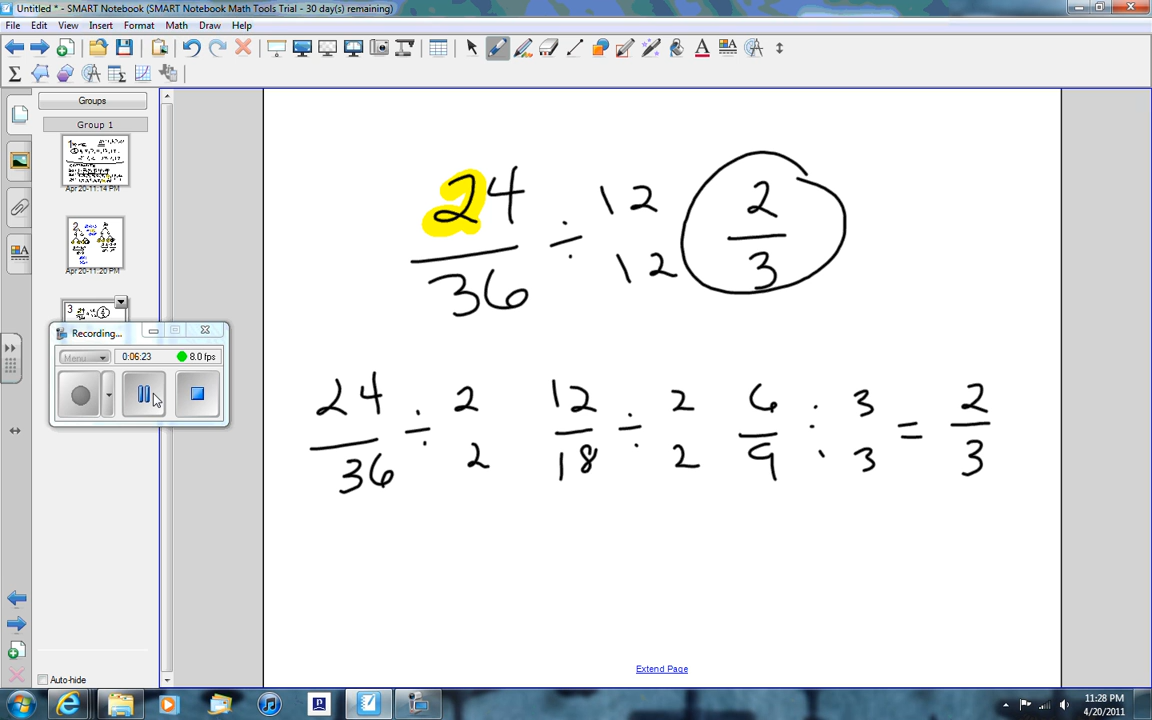 Untitled * - SMART Notebook (SMART Notebook Math Tools Trial - 30 day(s) remaining)
File Edit View Insert Format Math Tools Draw Help
Groups
Group 1
Apr 20-11:14 PM
Apr 20-11:20 PM
3
Recording...
Menu 0:06:23 8.0 fps
24 12 2
÷
36 12 3
24 2 12 2 6 3 2
÷ ÷ : =
36 2 18 2 9 3 3
Extend Page
Auto-hide
11:28 PM
4/20/2011